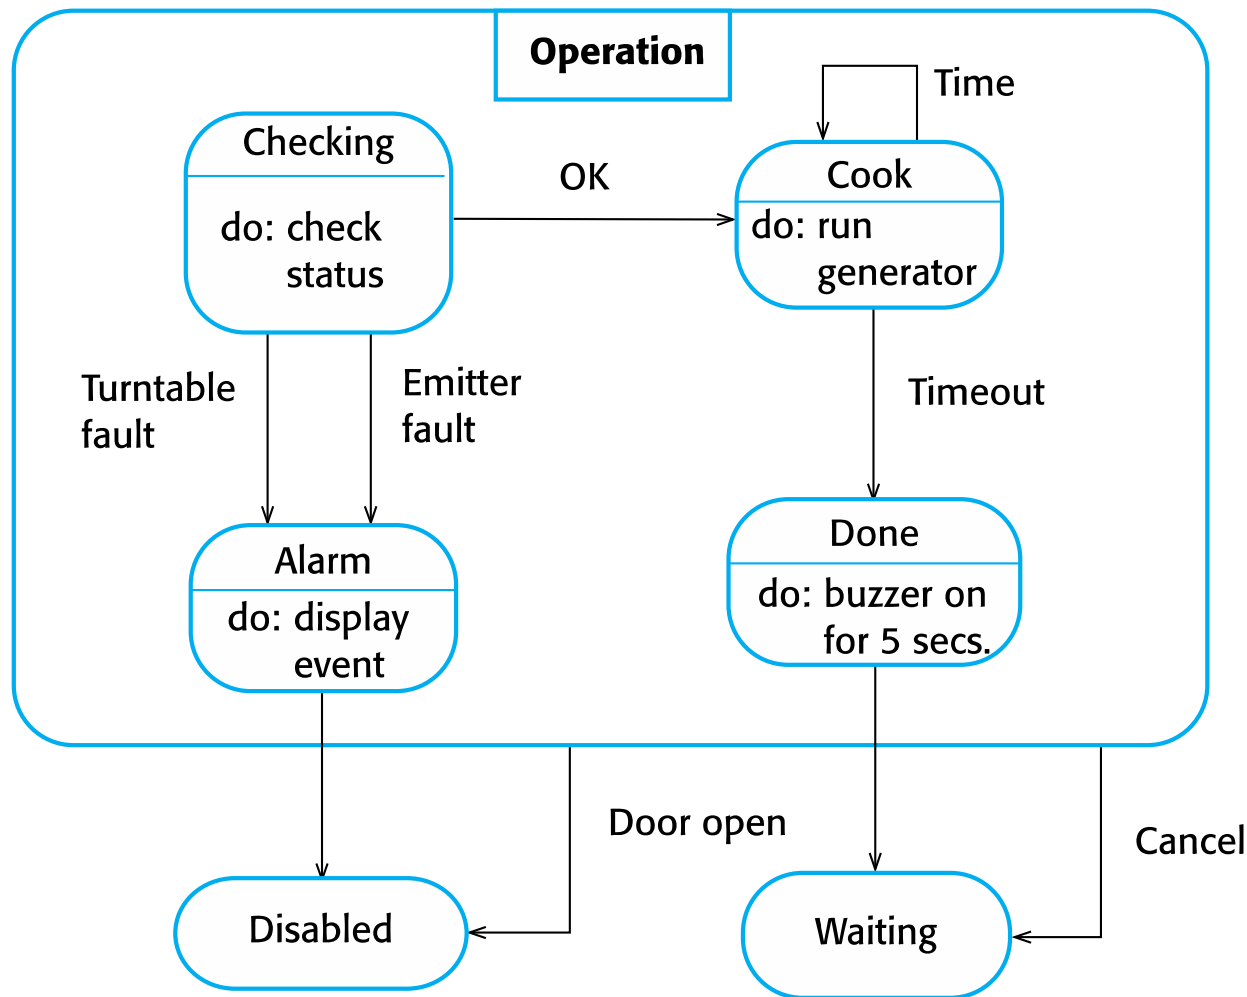 Operation
Time
Checking
OK
Cook
do: check
status
do: run
generator
Turntable
fault
Emitter
fault
Timeout
Alarm
do: display
event
Done
do: buzzer on
for 5 secs.
Door open
Cancel
Disabled
Waiting